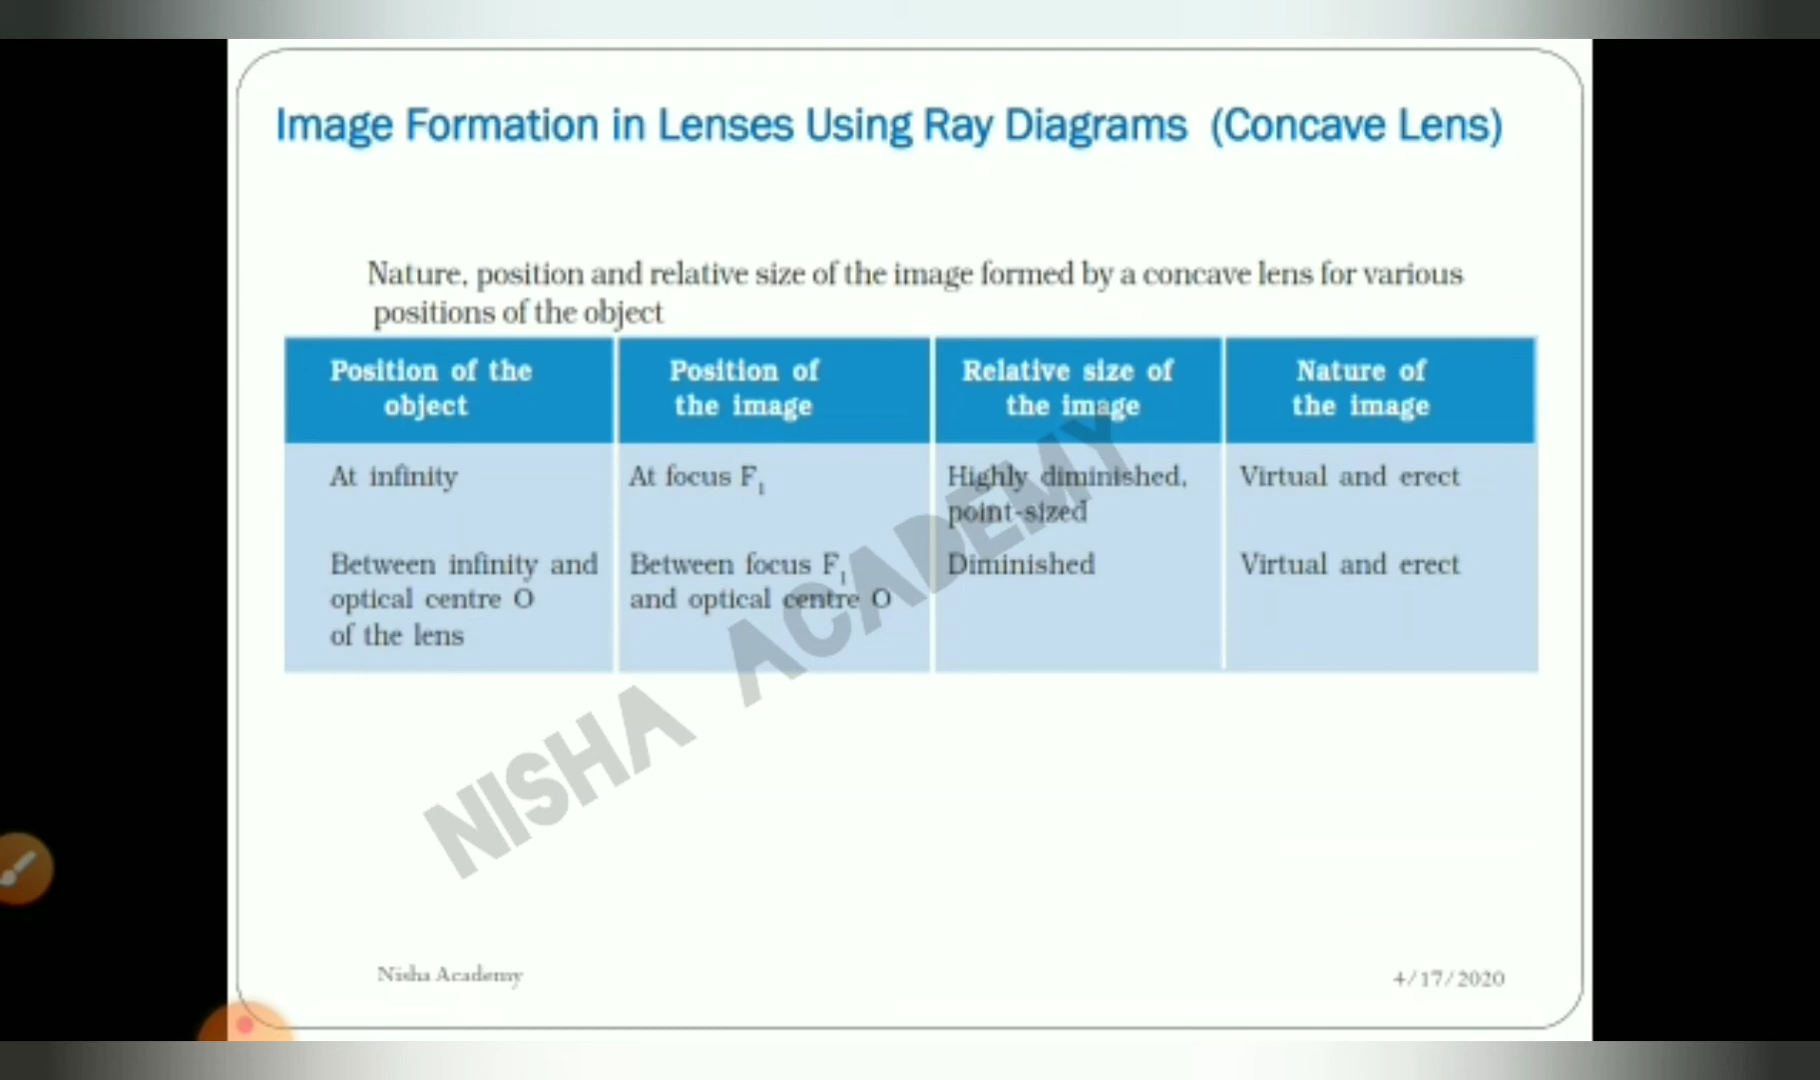 Image Formation in Lenses Using Ray Diagrams (Concave Lens)
Nature, position and relative size of the image formed by a concave lens for various
positions of the object
Position of the
object
Position of
the image
Relative size of
the image
Nature of
the image
At infinity
At focus F1
Highly diminished,
point-sized
Virtual and erect
Between infinity and
optical centre O
of the lens
Between focus F1
and optical centre O
Diminished
Virtual and erect
NISHA ACADEMY
Nisha Academy
4/17/2020